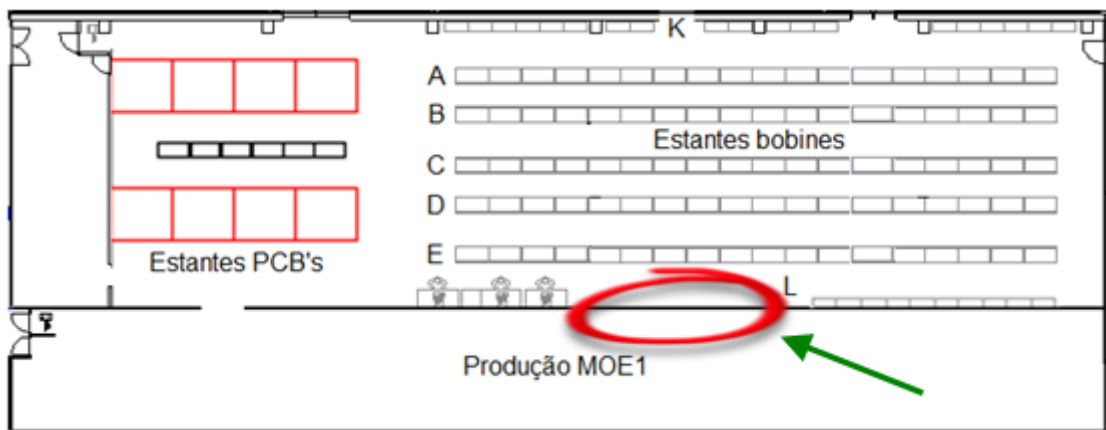 K
A
B
Estantes bobines
C
D
E
Estantes PCB's
L
Produção MOE1